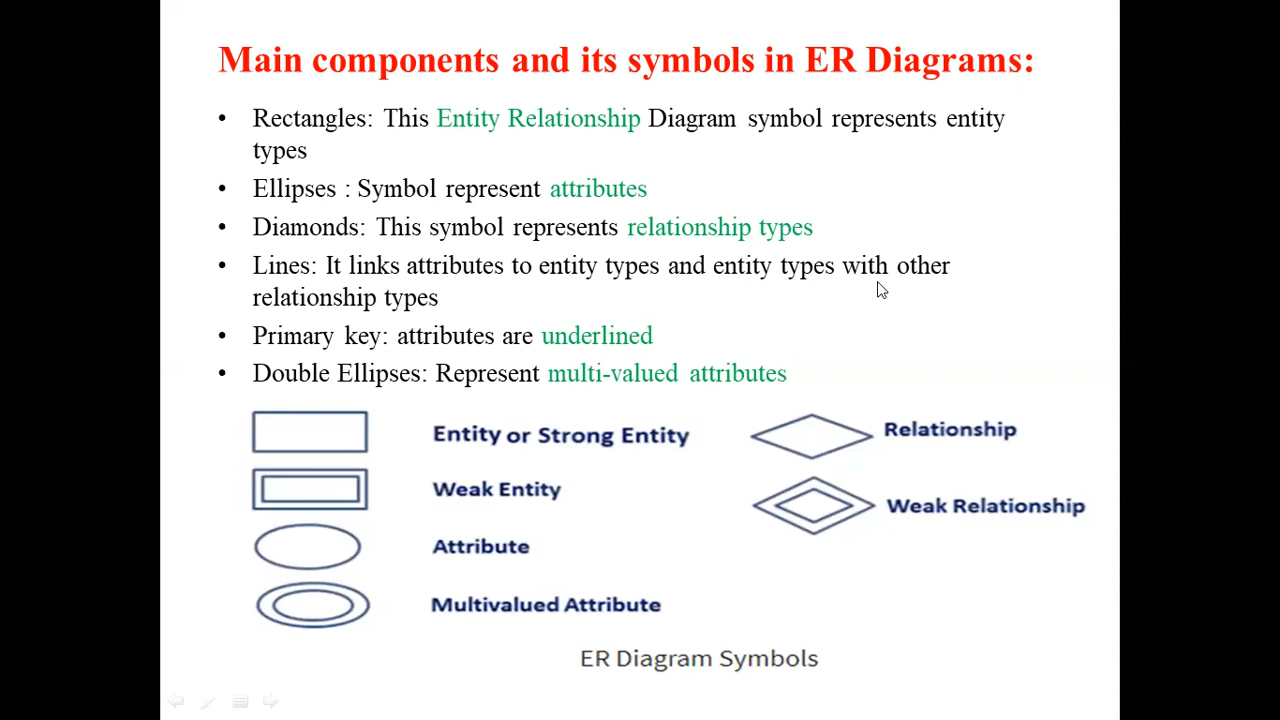 Main components and its symbols in ER Diagrams:
• Rectangles: This Entity Relationship Diagram symbol represents entity
types
• Ellipses : Symbol represent attributes
• Diamonds: This symbol represents relationship types
• Lines: It links attributes to entity types and entity types with other
relationship types
• Primary key: attributes are underlined
• Double Ellipses: Represent multi-valued attributes
Entity or Strong Entity
Relationship
Weak Entity
Weak Relationship
Attribute
Multivalued Attribute
ER Diagram Symbols